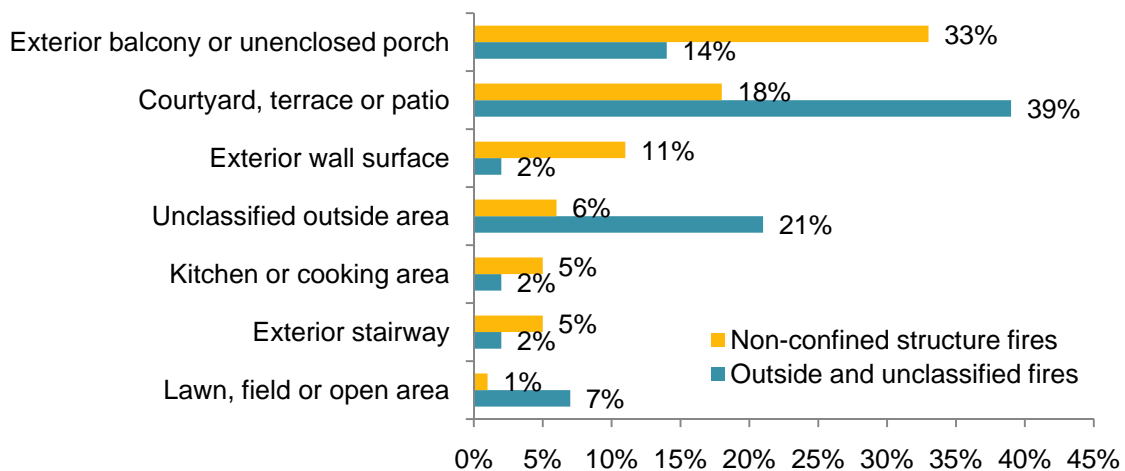 Exterior balcony or unenclosed porch
33%
14%
Courtyard, terrace or patio
18%
39%
Exterior wall surface
11%
2%
Unclassified outside area
6%
21%
Kitchen or cooking area
5%
2%
Exterior stairway
5%
2%
Lawn, field or open area
1%
7%
Non-confined structure fires
Outside and unclassified fires
0% 5% 10% 15% 20% 25% 30% 35% 40% 45%